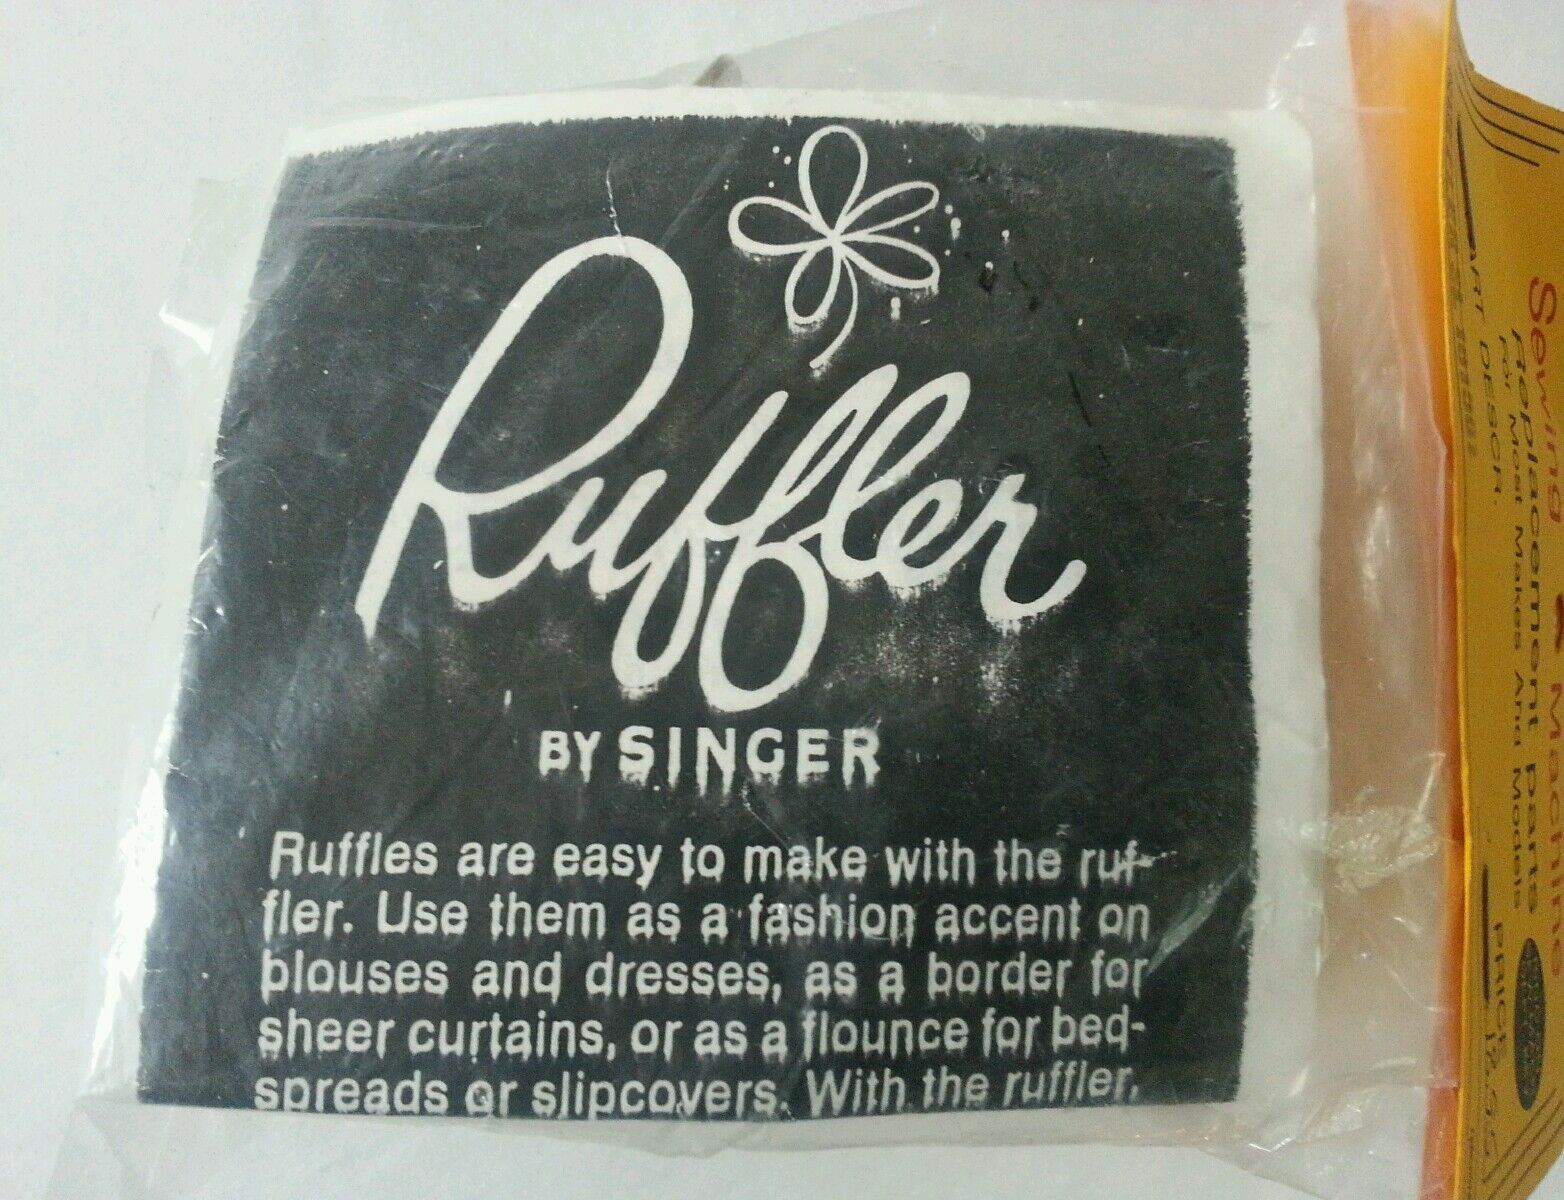 Ruffler
BY SINGER
Ruffles are easy to make with the ruf-
fler. Use them as a fashion accent on
blouses and dresses, as a border for
sheer curtains, or as a flounce for bed-
spreads or slipcovers. With the ruffler,
Sewing Machine
Replacement parts
For Most Makes And Models
DESCR.
PRICE